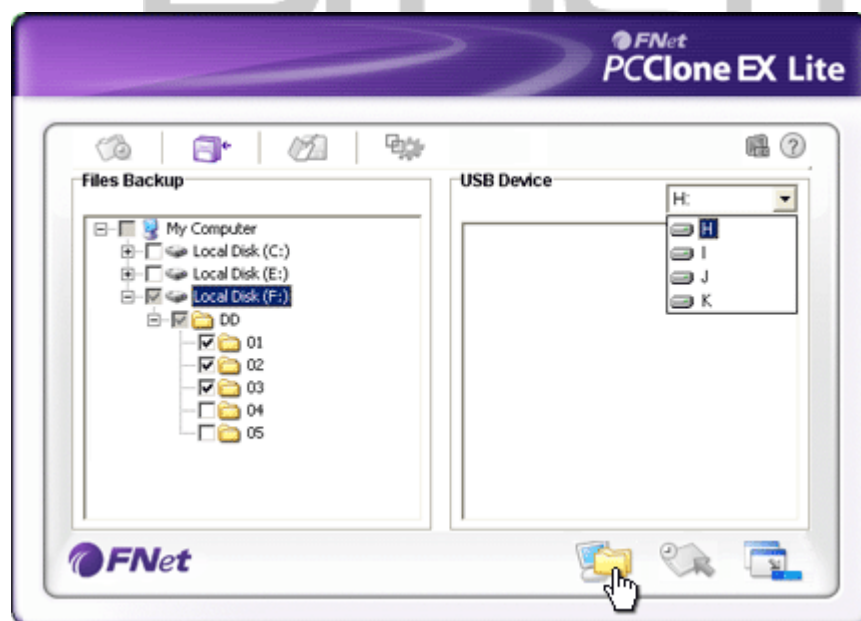 FNet
PCClone EX Lite
Files Backup
USB Device
H:
My Computer
Local Disk (C:)
Local Disk (E:)
Local Disk (F:)
DD
01
02
03
04
05
H
I
J
K
FNet